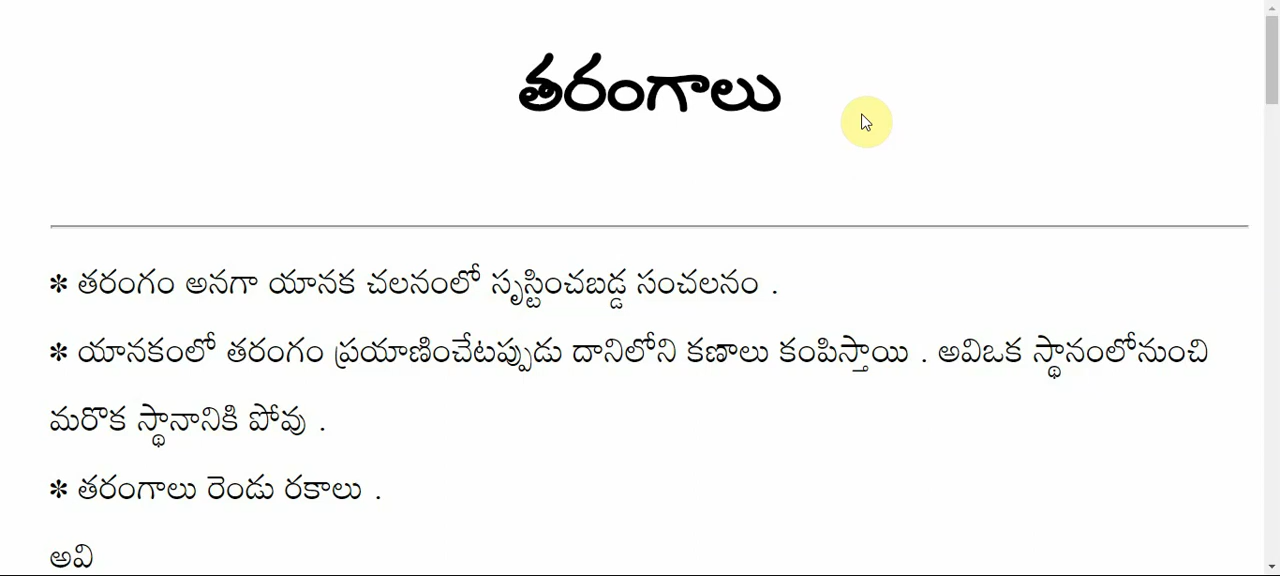 తరంగాలు
* తరంగం అనగా యానక చలనంలో సృష్టించబడ్డ సంచలనం .
* యానకంలో తరంగం ప్రయాణించేటప్పుడు దానిలోని కణాలు కంపిస్తాయి . అవిఒక స్థానంలోనుంచి
మరొక స్థానానికి పోవు .
* తరంగాలు రెండు రకాలు .
అవి